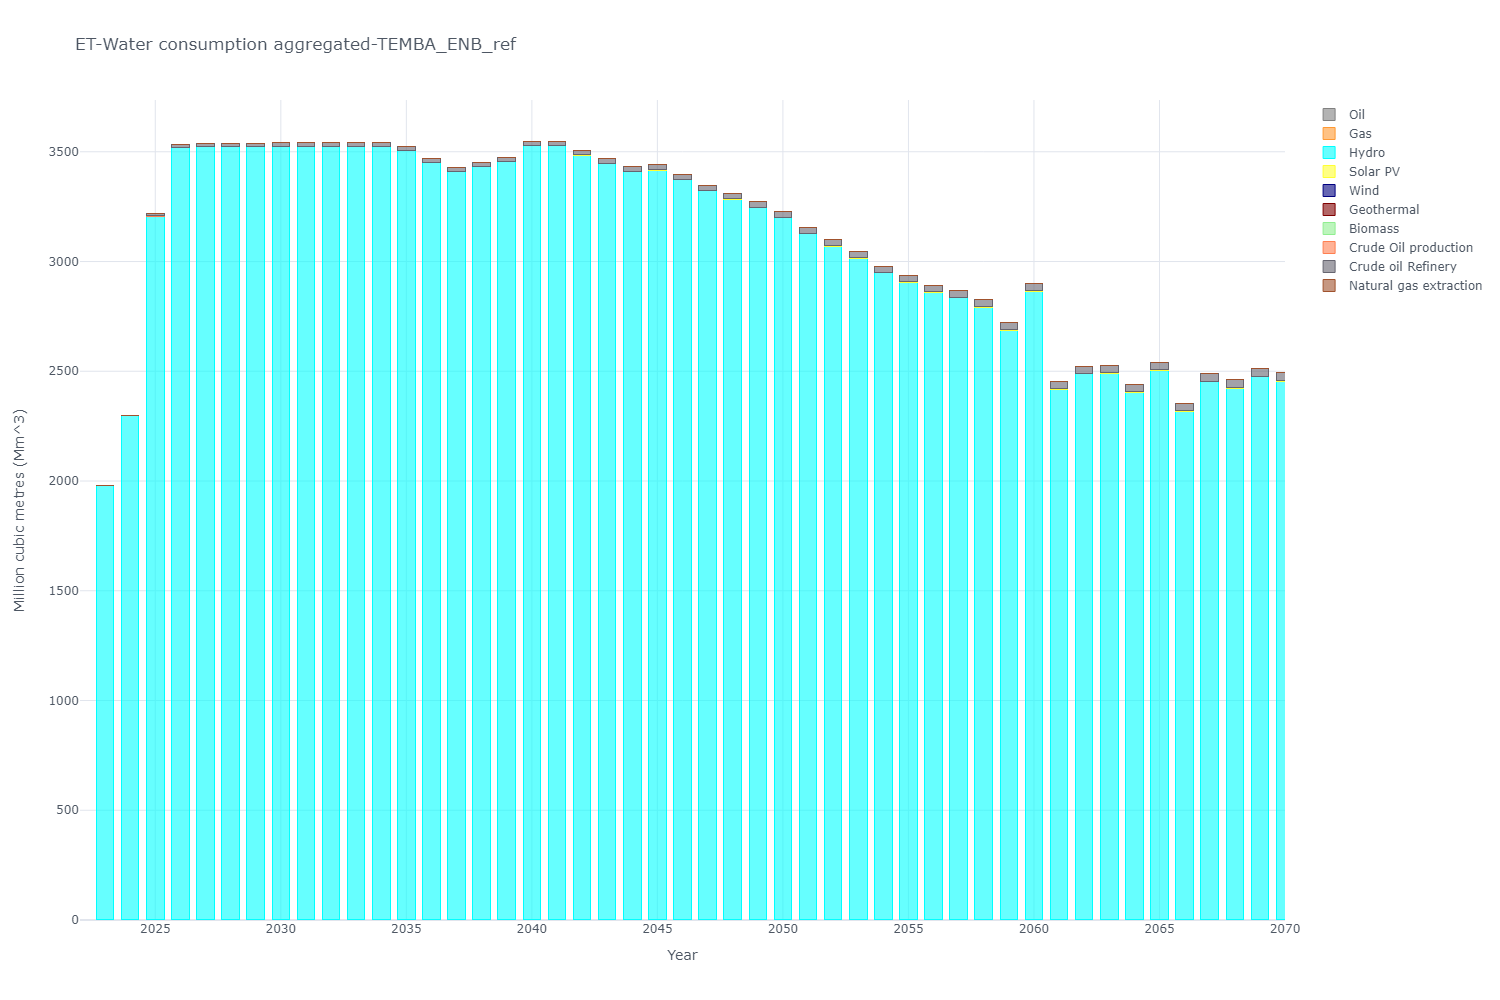 ET-Water consumption aggregated-TEMBA_ENB_ref
Oil
Gas
Hydro
Solar PV
Wind
Geothermal
Biomass
Crude Oil production
Crude oil Refinery
Natural gas extraction
Million cubic metres (Mm^3)
3500
3000
2500
2000
1500
1000
500
0
2025 2030 2035 2040 2045 2050 2055 2060 2065 2070
Year